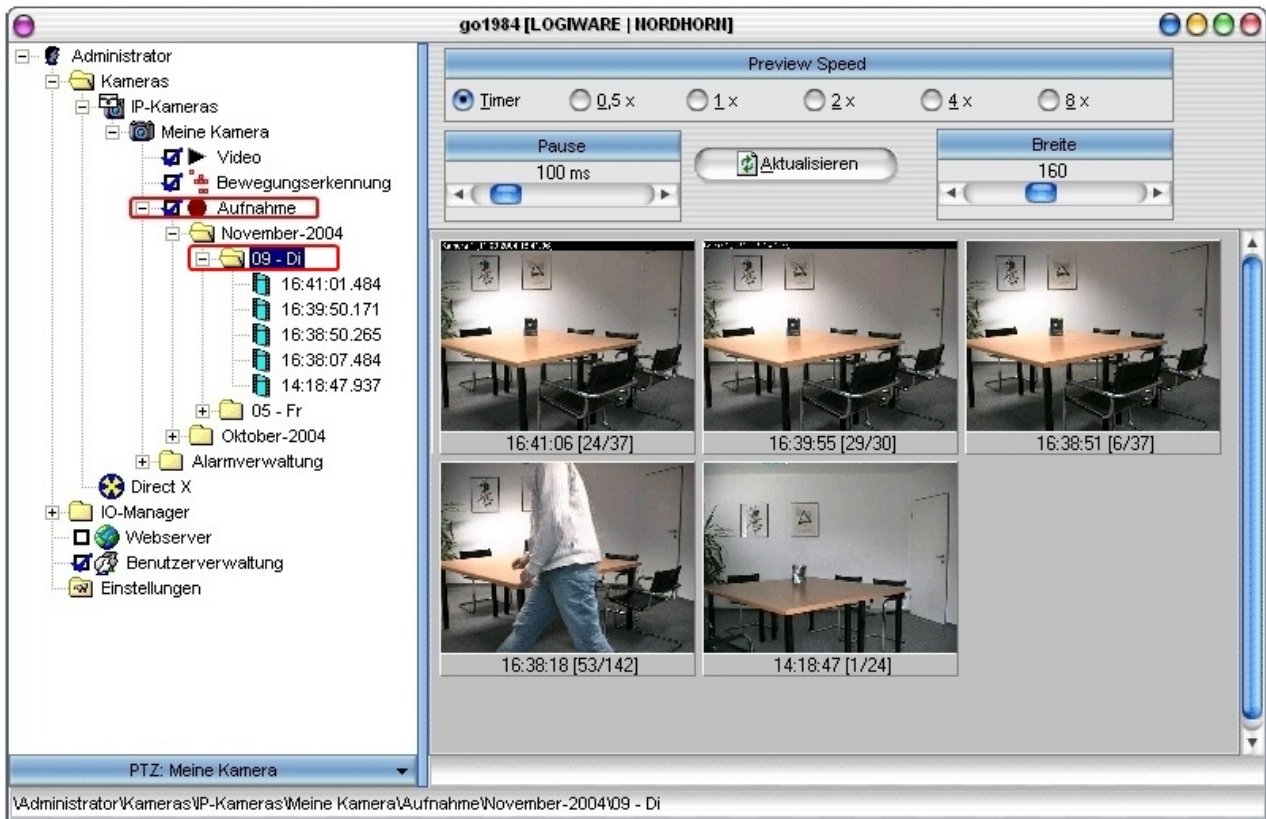 go1984 [LOGIWARE | NORDHORN]
Administrator
Kameras
IP-Kameras
Meine Kamera
Video
Bewegungserkennung
Aufnahme
November-2004
09 - Di
16:41:01.484
16:39:50.171
16:38:50.265
16:38:07.484
14:18:47.937
05 - Fr
Oktober-2004
Alarmverwaltung
Direct X
IO-Manager
Webserver
Benutzerverwaltung
Einstellungen
PTZ: Meine Kamera
Preview Speed
Timer
0,5 x
1 x
2 x
4 x
8 x
Pause
100 ms
Aktualisieren
Breite
160
16:41:06 [24/37]
16:39:55 [29/30]
16:38:51 [6/37]
16:38:18 [53/142]
14:18:47 [1/24]
\Administrator\Kameras\IP-Kameras\Meine Kamera\Aufnahme\November-2004\09 - Di